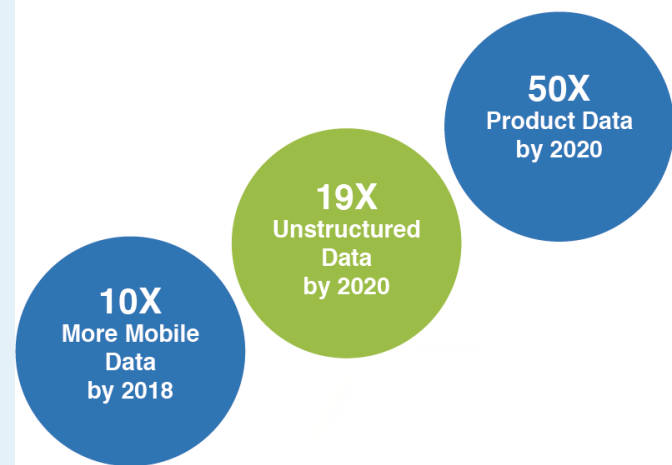 10X
More Mobile
Data
by 2018
19X
Unstructured
Data
by 2020
50X
Product Data
by 2020